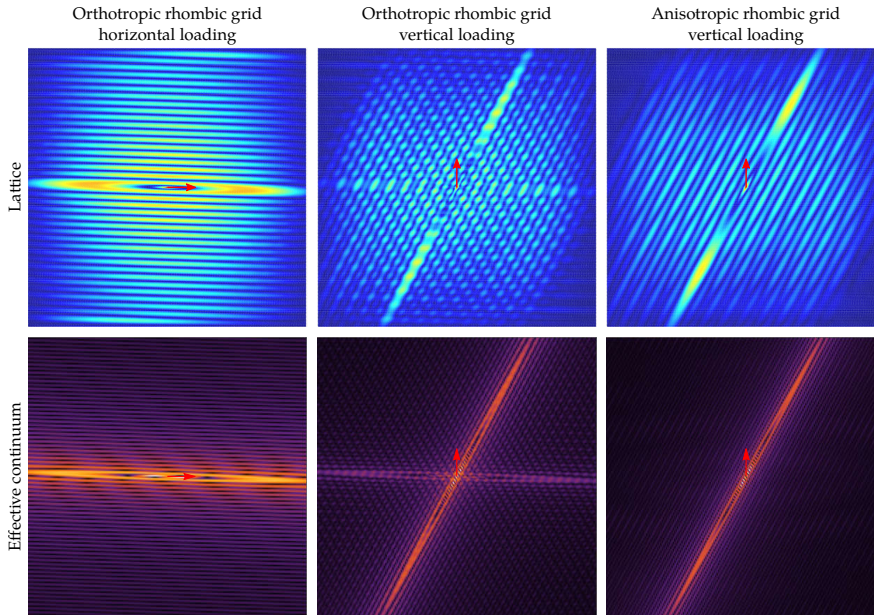 Orthotropic rhombic grid
horizontal loading
Orthotropic rhombic grid
vertical loading
Anisotropic rhombic grid
vertical loading
Lattice
Effective continuum